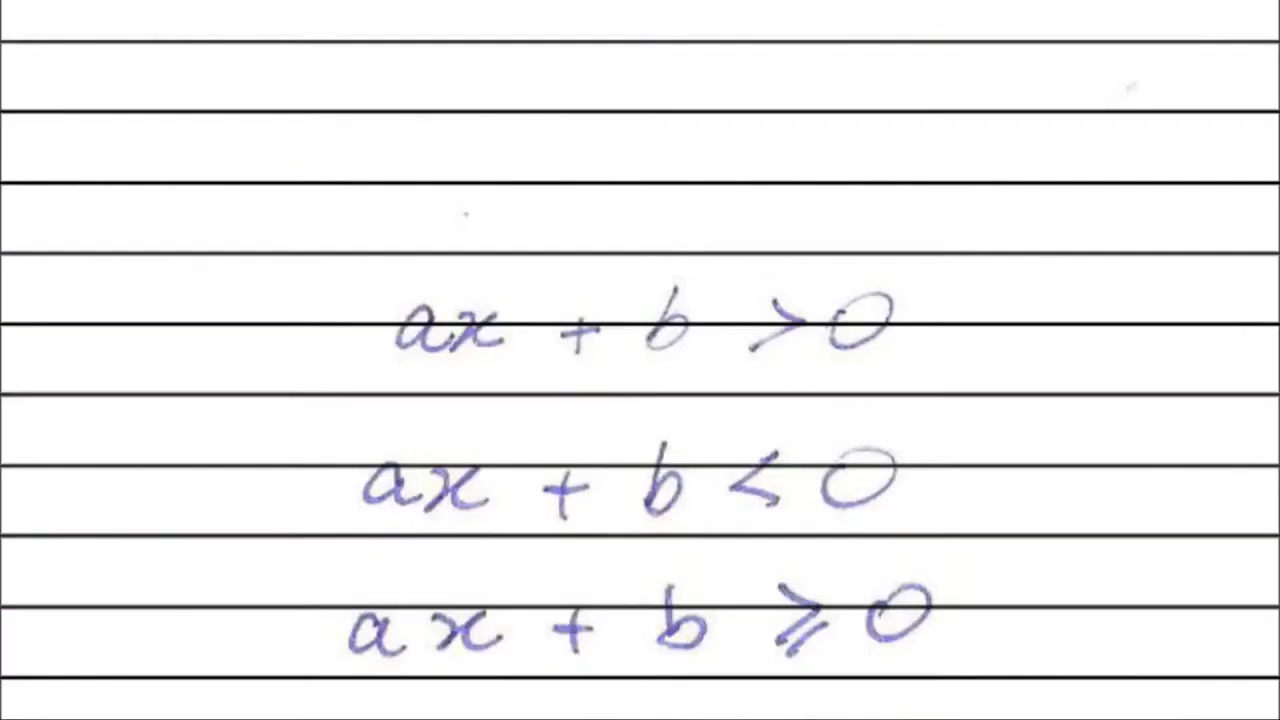 ax + b > 0
ax + b < 0
ax + b ⩾ 0